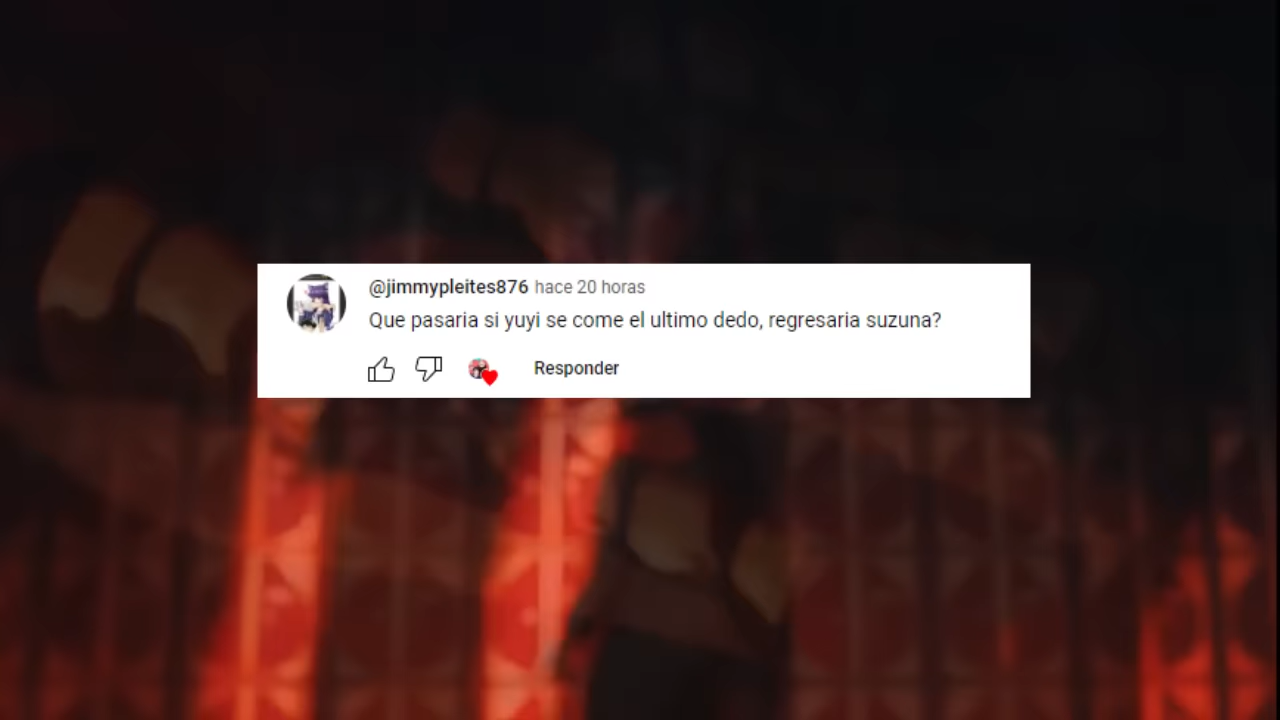 @jimmypleites876 hace 20 horas
Que pasaria si yuyi se come el ultimo dedo, regresaria suzuna?
Responder